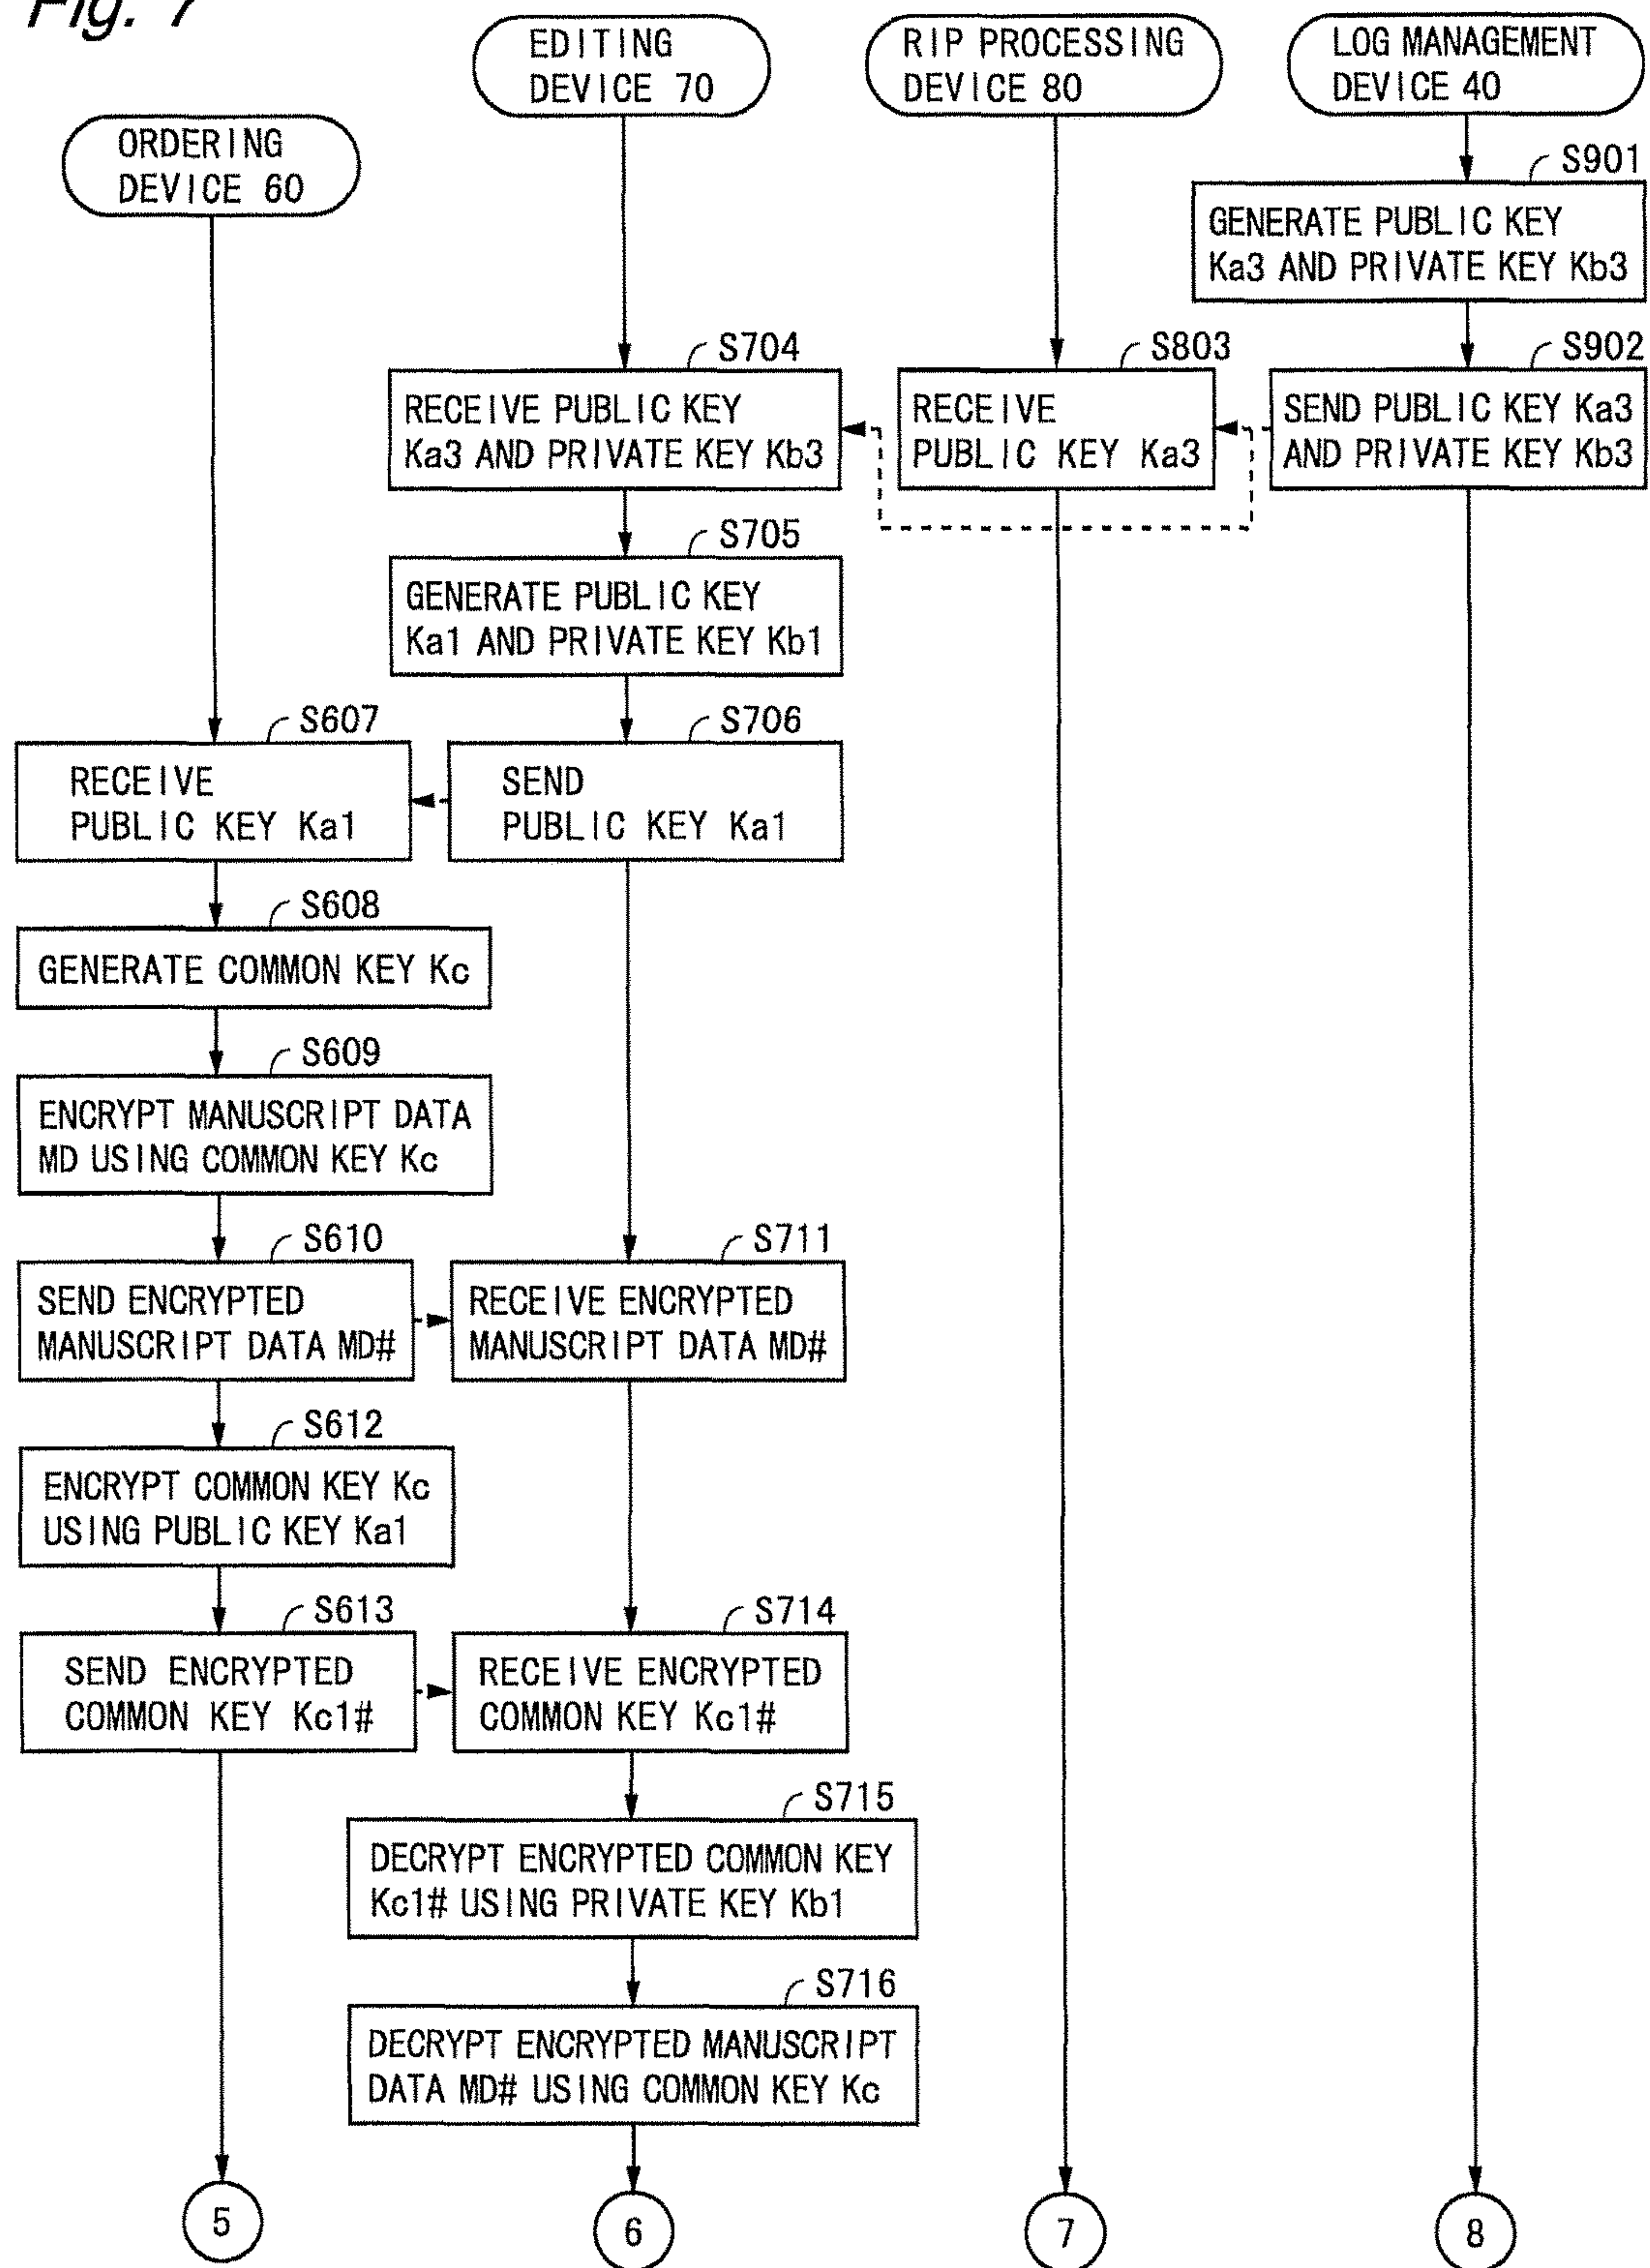 Fig. 7
EDITING
DEVICE 70
RIP PROCESSING
DEVICE 80
LOG MANAGEMENT
DEVICE 40
ORDERING
DEVICE 60
S901
GENERATE PUBLIC KEY
Ka3 AND PRIVATE KEY Kb3
S704
RECEIVE PUBLIC KEY
Ka3 AND PRIVATE KEY Kb3
S803
RECEIVE
PUBLIC KEY Ka3
S902
SEND PUBLIC KEY Ka3
AND PRIVATE KEY Kb3
S705
GENERATE PUBLIC KEY
Ka1 AND PRIVATE KEY Kb1
S607
RECEIVE
PUBLIC KEY Ka1
S706
SEND
PUBLIC KEY Ka1
S608
GENERATE COMMON KEY Kc
S609
ENCRYPT MANUSCRIPT DATA
MD USING COMMON KEY Kc
S610
SEND ENCRYPTED
MANUSCRIPT DATA MD#
S711
RECEIVE ENCRYPTED
MANUSCRIPT DATA MD#
S612
ENCRYPT COMMON KEY Kc
USING PUBLIC KEY Ka1
S613
SEND ENCRYPTED
COMMON KEY Kc1#
S714
RECEIVE ENCRYPTED
COMMON KEY Kc1#
S715
DECRYPT ENCRYPTED COMMON KEY
Kc1# USING PRIVATE KEY Kb1
S716
DECRYPT ENCRYPTED MANUSCRIPT
DATA MD# USING COMMON KEY Kc
5
6
7
8